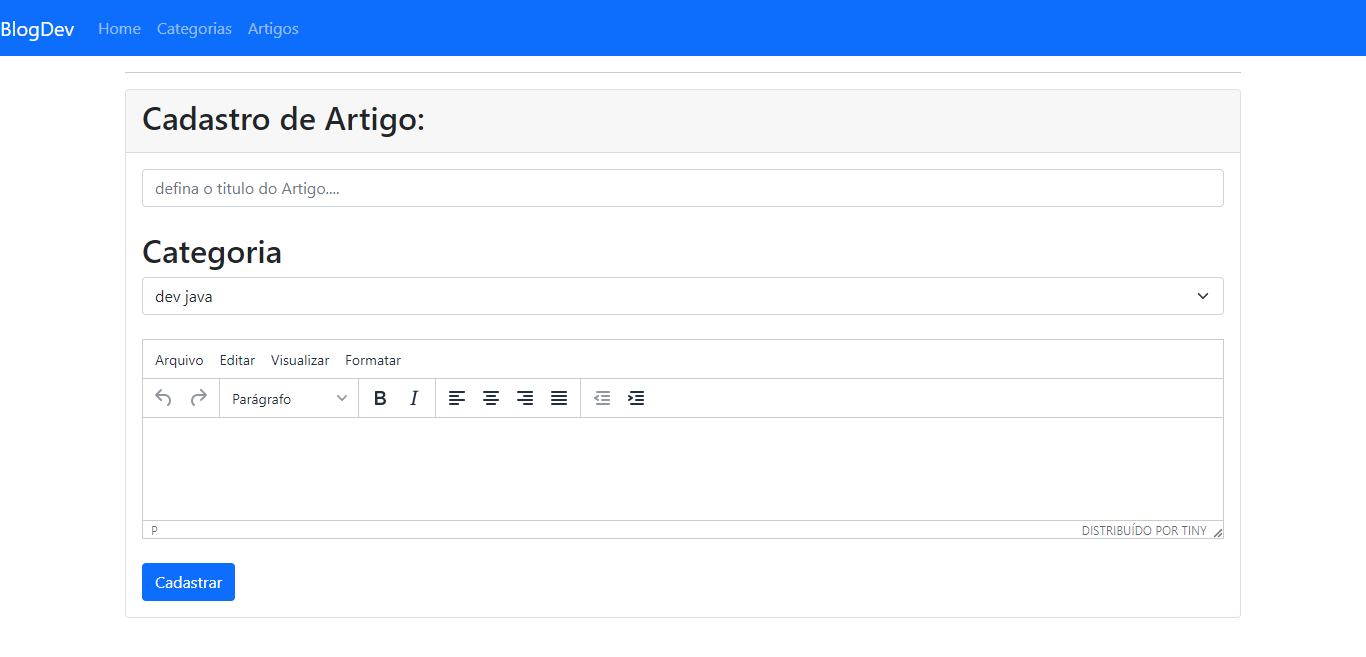 BlogDev Home Categorias Artigos
Cadastro de Artigo:
defina o titulo do Artigo....
Categoria
dev java
Arquivo Editar Visualizar Formatar
Parágrafo B I
P DISTRIBUÍDO POR TINY
Cadastrar